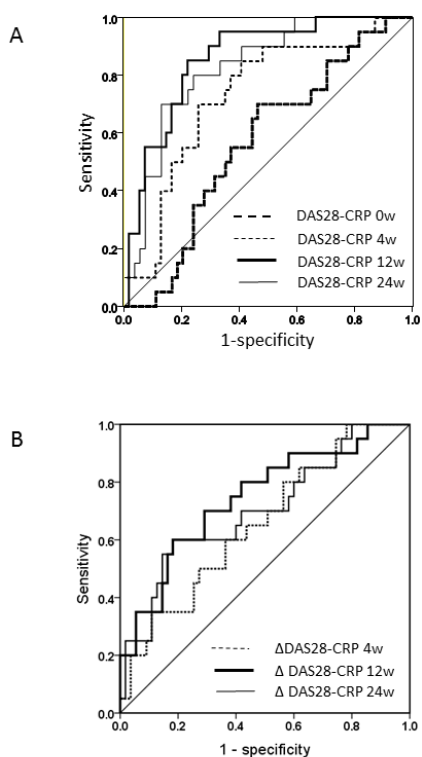 A
1.0
0.8
0.6
0.4
0.2
0.0
Sensitivity
DAS28-CRP 0w
DAS28-CRP 4w
DAS28-CRP 12w
DAS28-CRP 24w
0.0 0.2 0.4 0.6 0.8 1.0
1-specificity
B
1.0
0.8
0.6
0.4
0.2
0.0
Sensitivity
ΔDAS28-CRP 4w
Δ DAS28-CRP 12w
Δ DAS28-CRP 24w
0.0 0.2 0.4 0.6 0.8 1.0
1 - specificity